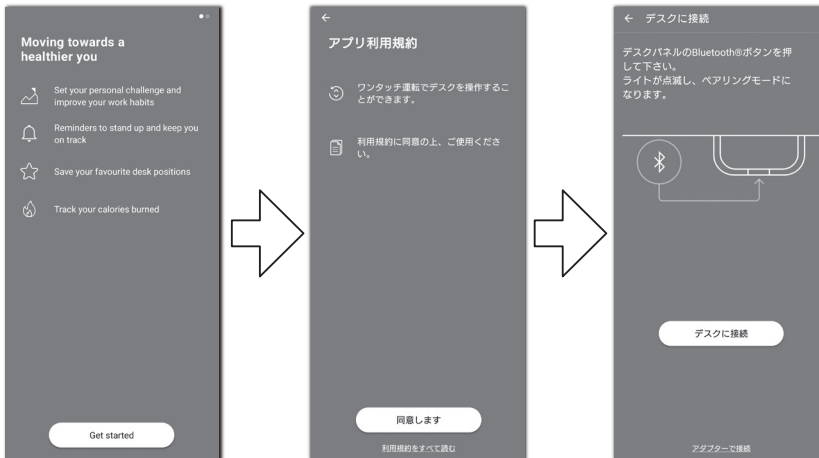 Moving towards a
healthier you
Set your personal challenge and
improve your work habits
Reminders to stand up and keep you
on track
Save your favourite desk positions
Track your calories burned
Get started
アプリ利用規約
ワンタッチ運転でデスクを操作するこ
とができます。
利用規約に同意の上、ご使用くださ
い。
同意します
利用規約をすべて読む
デスクに接続
デスクパネルのBluetooth®ボタンを押
して下さい。
ライトが点滅し、ペアリングモードに
なります。
デスクに接続
アダプターで接続